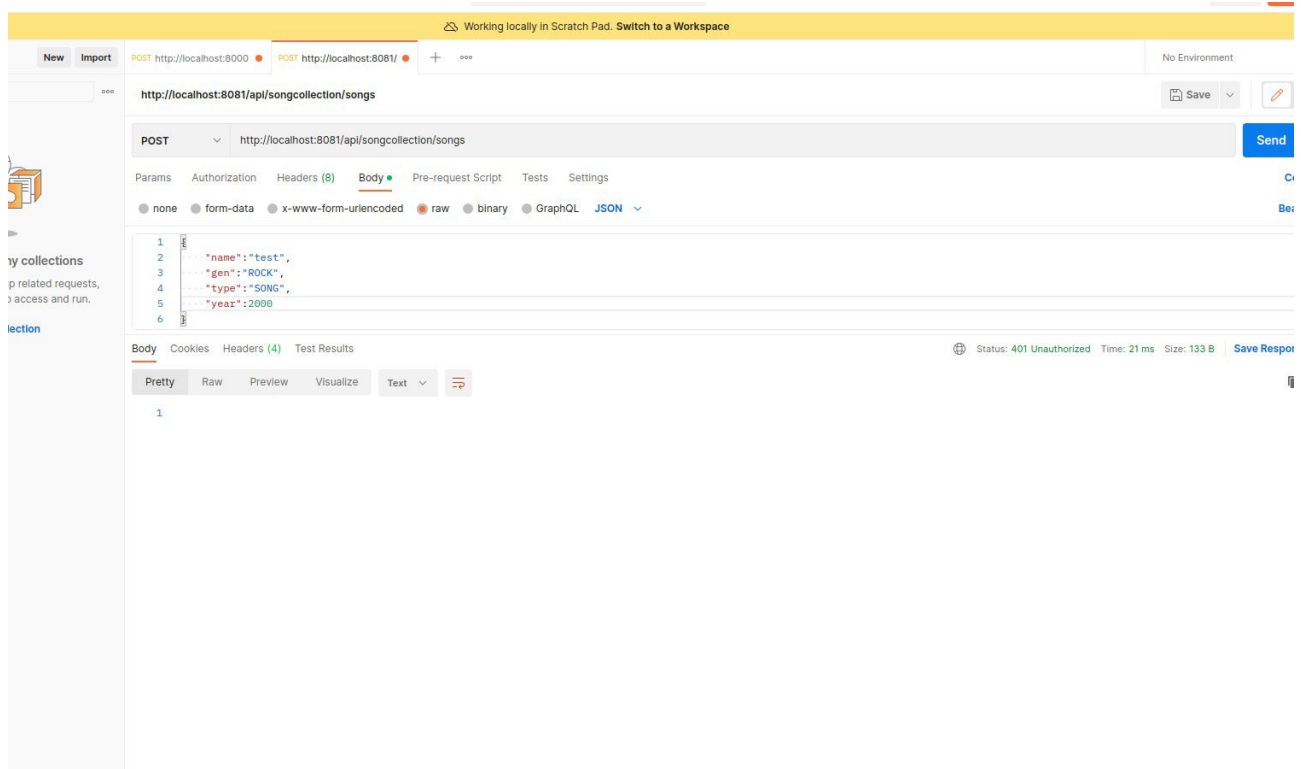 Working locally in Scratch Pad. Switch to a Workspace
New Import POST http://localhost:8000 POST http://localhost:8081/ No Environment
http://localhost:8081/api/songcollection/songs Save
POST http://localhost:8081/api/songcollection/songs Send
Params Authorization Headers (8) Body Pre-request Script Tests Settings
none form-data x-www-form-urlencoded raw binary GraphQL JSON
1 {
2 "name":"test",
3 "gen":"ROCK",
4 "type":"SONG",
5 "year":2000
6 }
collections
related requests,
access and run.
Body Cookies Headers (4) Test Results Status: 401 Unauthorized Time: 21 ms Size: 133 B Save
Pretty Raw Preview Visualize Text
1